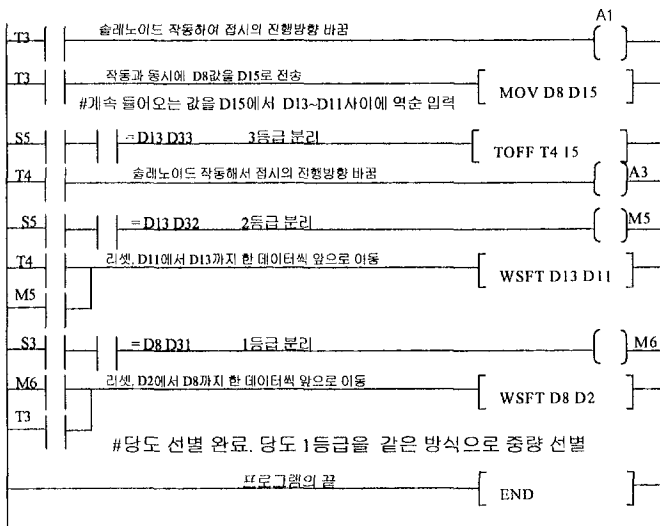 A1
T3 솔레노이드 작동하여 접시의 진행방향 바꿈
T3 작동과 동시에 D8값을 D15로 전송 MOV D8 D15
#계속 들어오는 값을 D15에서 D13~D11사이에 역순 입력
S5 = D13 D33 3등급 분리 TOFF T4 15
T4 솔레노이드 작동해서 접시의 진행방향 바꿈 A3
S5 = D13 D32 2등급 분리 M5
T4 리셋, D11에서 D13까지 한 데이터씩 앞으로 이동 WSFT D13 D11
M5
S3 = D8 D31 1등급 분리 M6
M6 리셋, D2에서 D8까지 한 데이터씩 앞으로 이동 WSFT D8 D2
T3
#당도 선별 완료. 당도 1등급을 같은 방식으로 중량 선별
프로그램의 끝 END